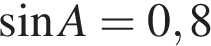 sin A = 0, 8